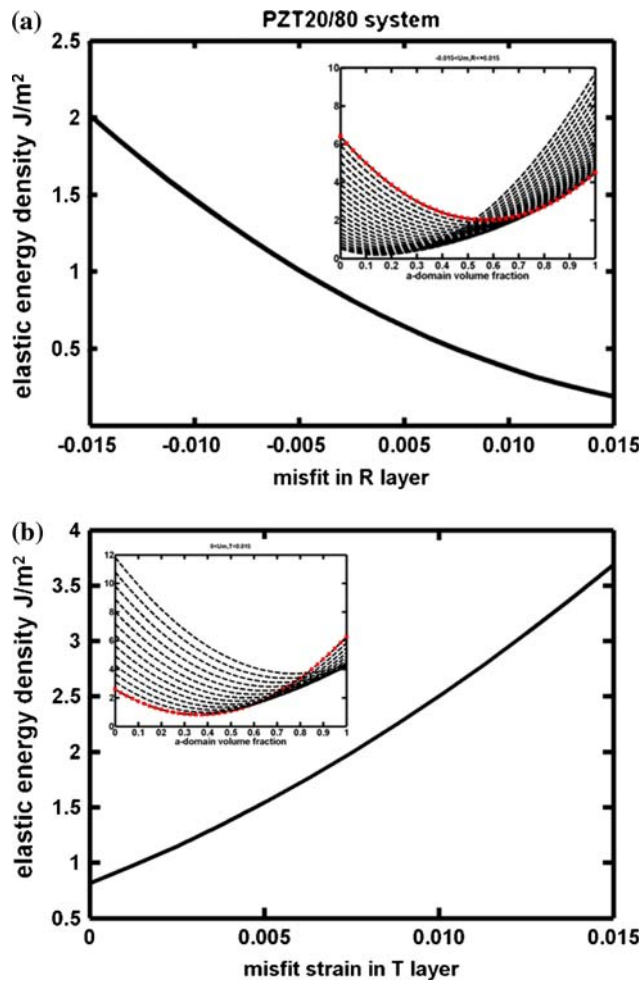 (a)
PZT20/80 system
2.5
2
1.5
1
0.5
elastic energy density J/m²
10
8
6
4
2
0
0 0.1 0.2 0.3 0.4 0.5 0.6 0.7 0.8 0.9 1
a-domain volume fraction
-0.015 -0.010 -0.005 0.005 0.010 0.015
misfit in R layer
(b)
4
3.5
3
2.5
2
1.5
1
0.5
elastic energy density J/m²
0<Um,T<0.015
12
10
8
6
4
2
0
0 0.1 0.2 0.3 0.4 0.5 0.6 0.7 0.8 0.9 1
a-domain volume fraction
0 0.005 0.010 0.015
misfit strain in T layer